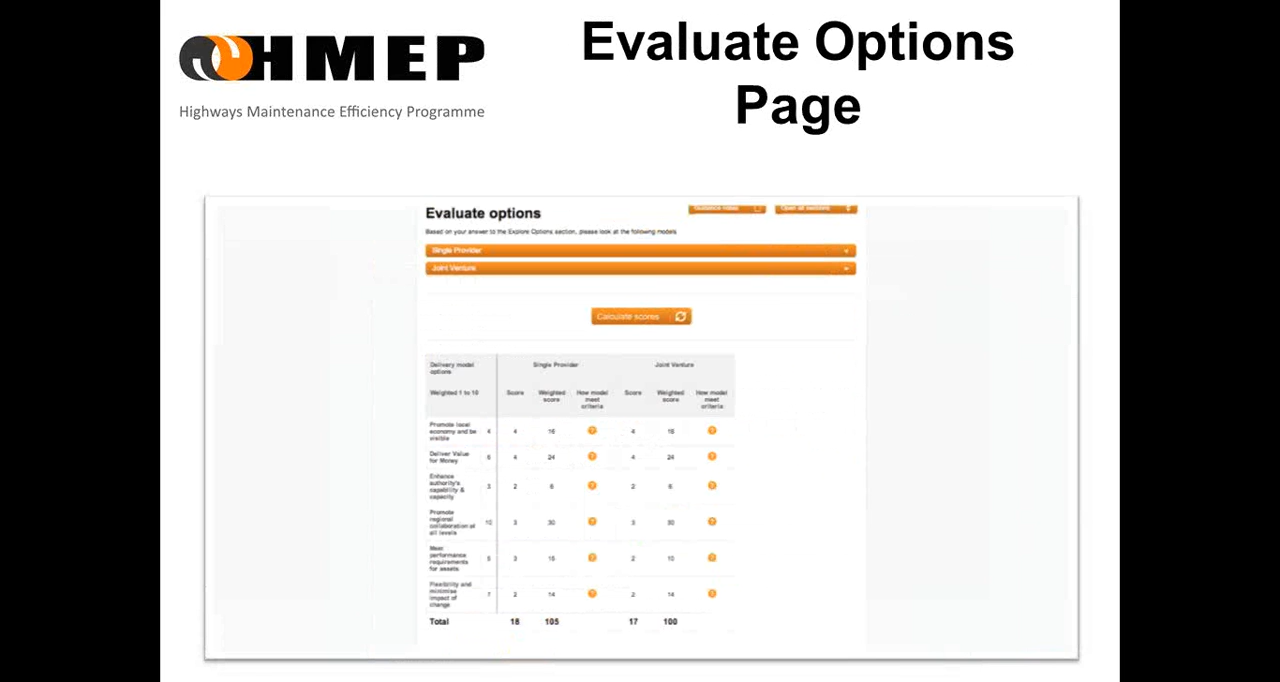 HMEP
Highways Maintenance Efficiency Programme
Evaluate Options
Page
Evaluate options
Guidance notes
Open all sections
Based on your answer to the Explore Options section, please look at the following models
Single Provider
Joint Venture
Calculate scores
Delivery model
options
Single Provider
Joint Venture
Weighted 1 to 10
Score
Weighted
score
How model
meet
criteria
Score
Weighted
score
How model
meet
criteria
Promote local
economy and be
visible
4 4 16 ? 4 16 ?
Deliver Value
for Money
6 4 24 ? 4 24 ?
Enhance
authority's
capability &
capacity
3 2 6 ? 2 6 ?
Promote
regional
collaboration at
all levels
10 3 30 ? 3 30 ?
Meet
performance
requirements
for assets
5 3 15 ? 2 10 ?
Flexibility and
minimise
impact of
change
7 2 14 ? 2 14 ?
Total 18 105 17 100